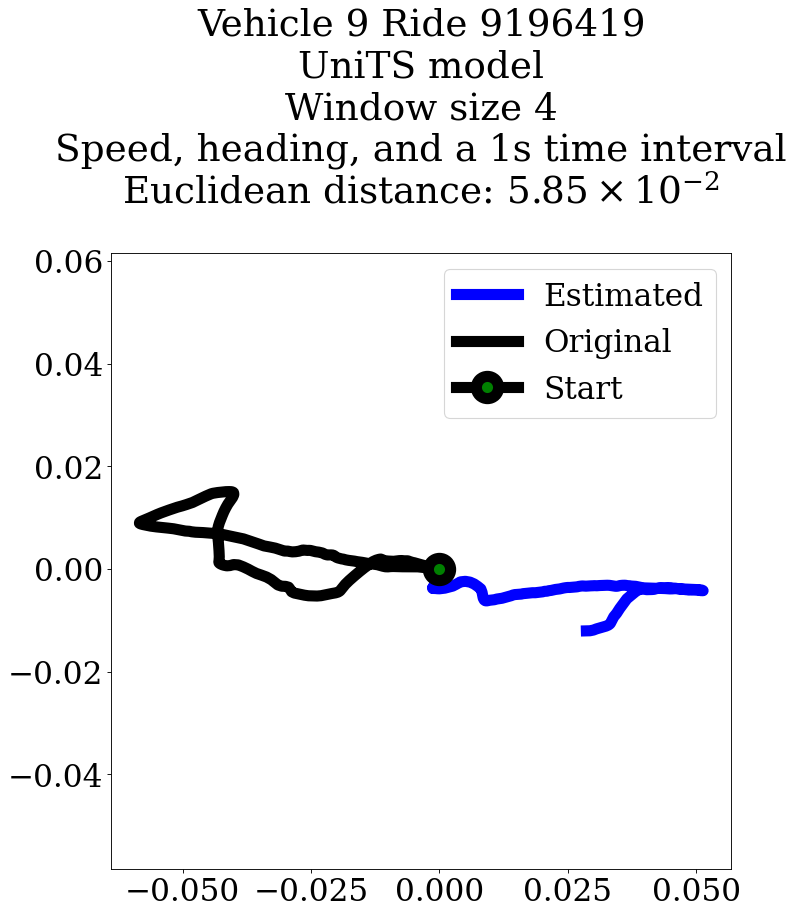 Vehicle 9 Ride 9196419
UniTS model
Window size 4
Speed, heading, and a 1s time interval
Euclidean distance: 5.85 × 10⁻²
Estimated
Original
Start
0.06
0.04
0.02
0.00
−0.02
−0.04
−0.050 −0.025 0.000 0.025 0.050